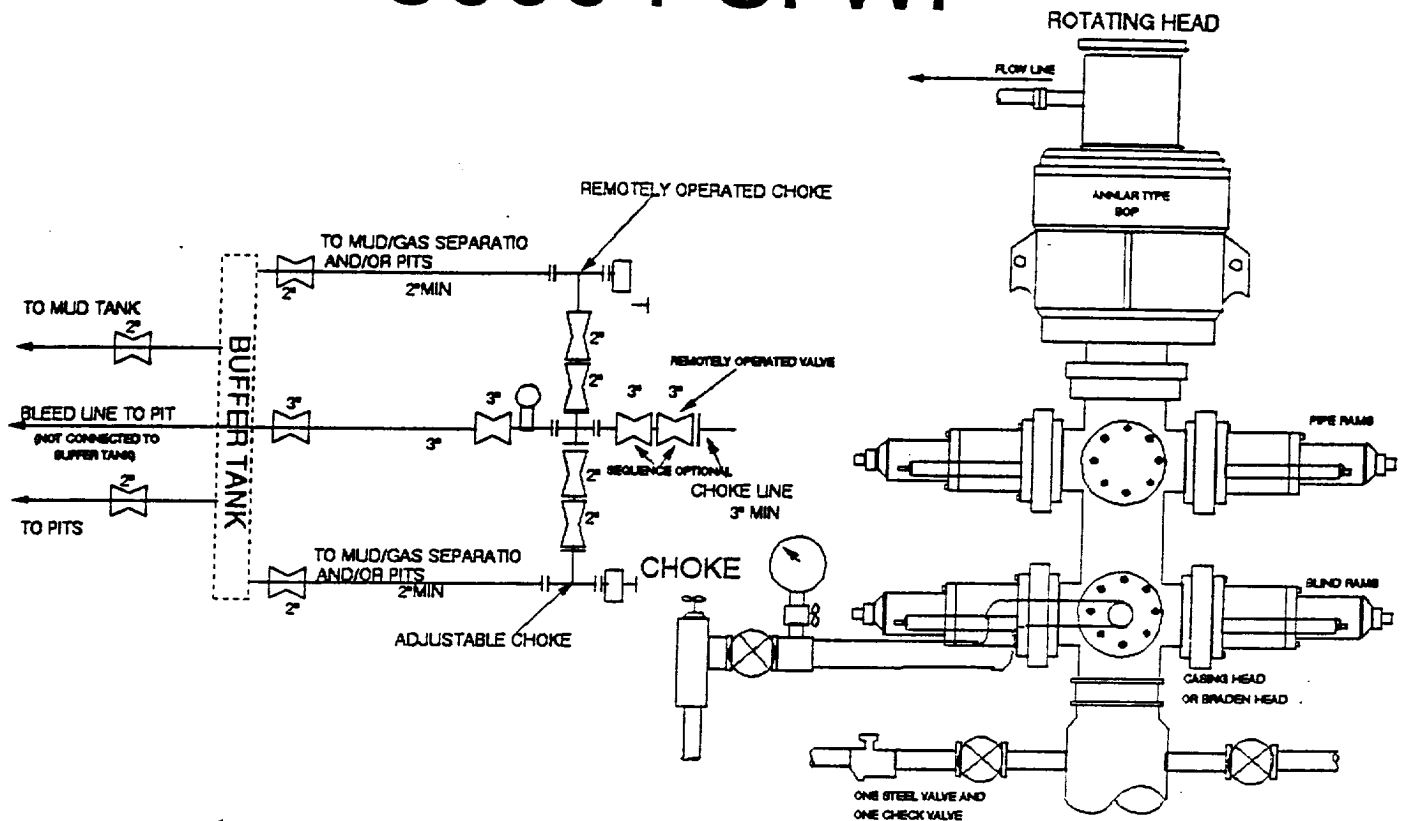 ROTATING HEAD
FLOW LINE
ANNLAR TYPE
BOP
REMOTELY OPERATED CHOKE
TO MUD/GAS SEPARATIO
AND/OR PITS
2"
2"MIN
TO MUD TANK
2"
2"
2"
REMOTELY OPERATED VALVE
BUFFER TANK
BLEED LINE TO PIT
(NOT CONNECTED TO
BUFFER TANK)
3"
3"
3"
3"
3"
SEQUENCE OPTIONAL
CHOKE LINE
3" MIN
2"
2"
2"
TO PITS
TO MUD/GAS SEPARATIO
AND/OR PITS
2"MIN
2"
CHOKE
ADJUSTABLE CHOKE
PIPE RAMS
BLIND RAMS
CASING HEAD
OR BRADEN HEAD
ONE STEEL VALVE AND
ONE CHECK VALVE